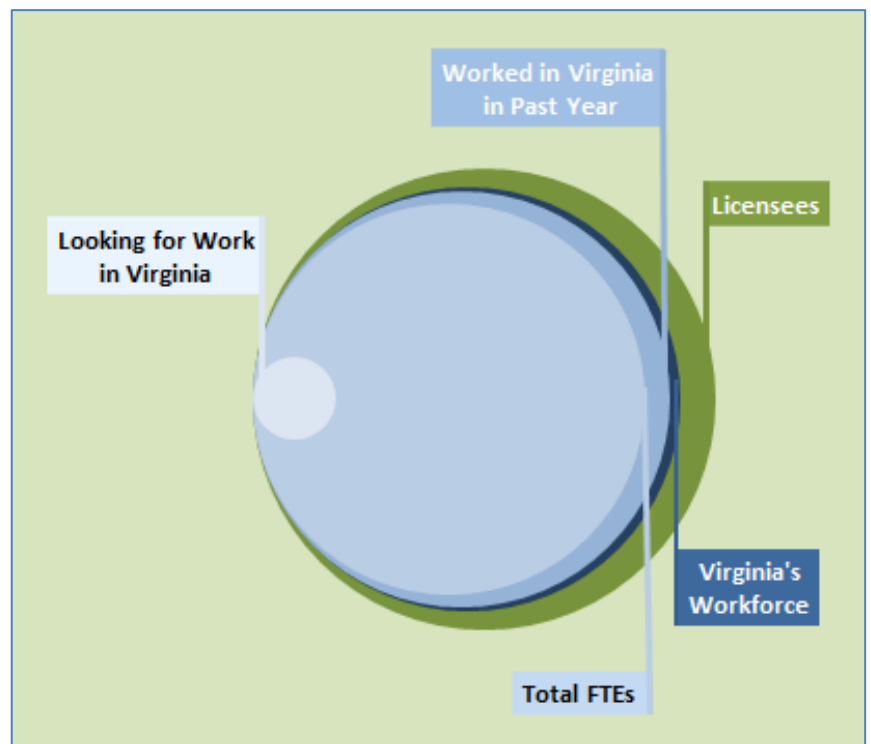 Worked in Virginia
in Past Year
Licensees
Looking for Work
in Virginia
Virginia's
Workforce
Total FTEs